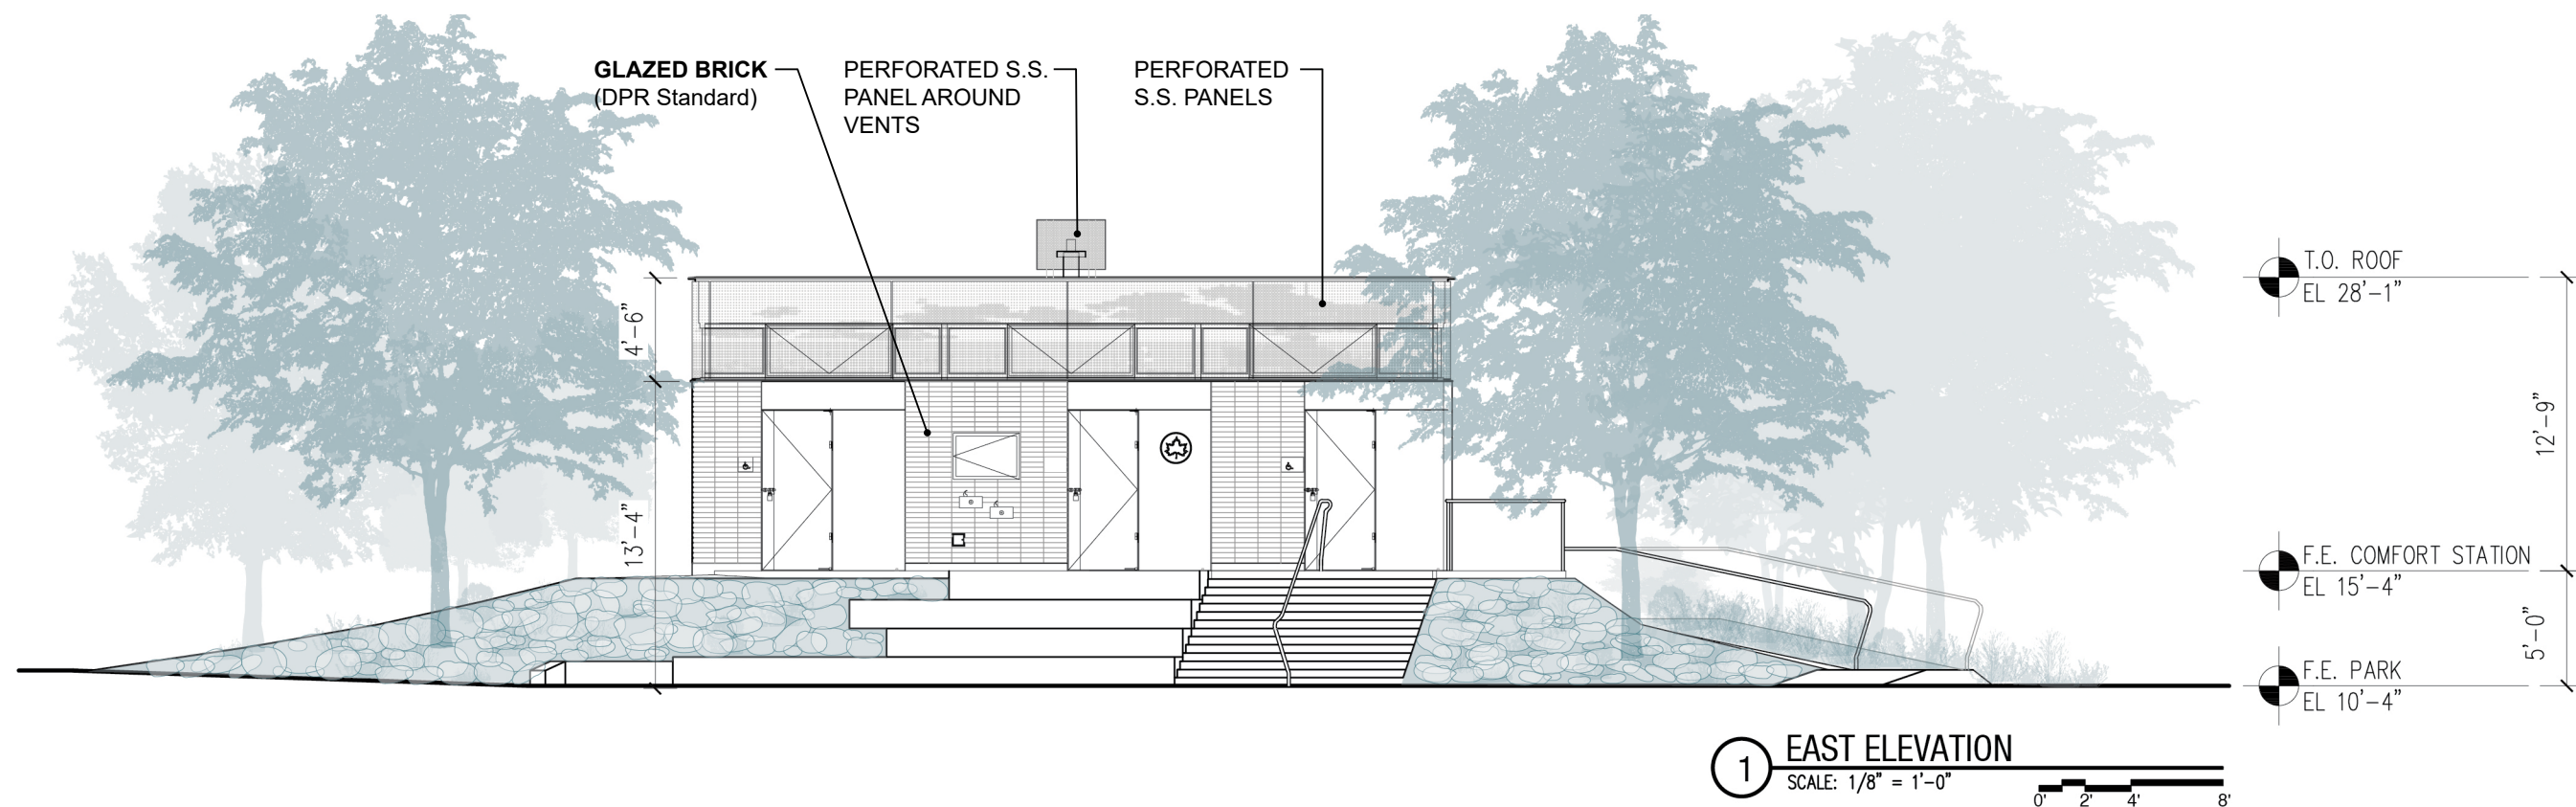 GLAZED BRICK
(DPR Standard)
PERFORATED S.S.
PANEL AROUND
VENTS
PERFORATED
S.S. PANELS
4'-6"
13'-4"
T.O. ROOF
EL 28'-1"
12'-9"
F.E. COMFORT STATION
EL 15'-4"
5'-0"
F.E. PARK
EL 10'-4"
1
EAST ELEVATION
SCALE: 1/8" = 1'-0"
0' 2' 4' 8'